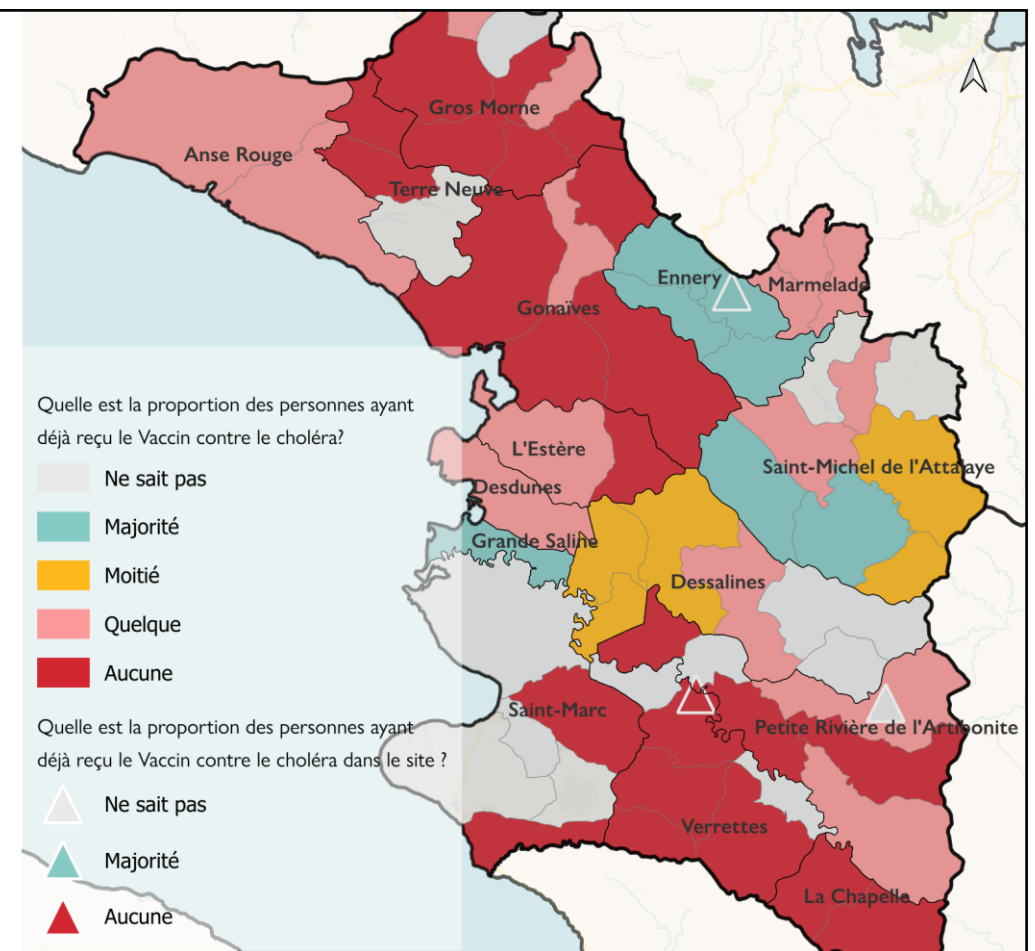 Gros Morne
Anse Rouge
Terre Neuve
Ennery
Marmelade
Gonaïves
Quelle est la proportion des personnes ayant
déjà reçu le Vaccin contre le choléra?
Ne sait pas
Majorité
Moitié
Quelque
Aucune
L'Estère
Saint-Michel de l'Attalaye
Desdunes
Grande Saline
Dessalines
Saint-Marc
Petite Rivière de l'Artibonite
Quelle est la proportion des personnes ayant
déjà reçu le Vaccin contre le choléra dans le site ?
Ne sait pas
Majorité
Aucune
Verrettes
La Chapelle